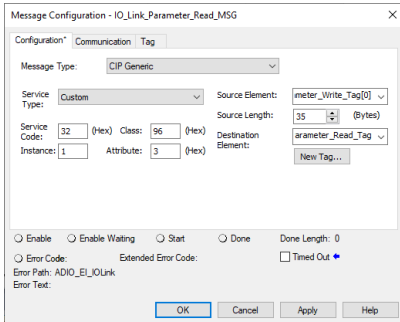 Message Configuration - IO_Link_Parameter_Read_MSG
Configuration* Communication Tag
Message Type: CIP Generic
Service Type: Custom
Source Element: ımeter_Write_Tag[0]
Source Length: 35 (Bytes)
Service Code: 32 (Hex) Class: 96 (Hex)
Destination Element: arameter_Read_Tag
Instance: 1 Attribute: 3 (Hex)
New Tag...
Enable Enable Waiting Start Done Done Length: 0
Error Code: Extended Error Code: Timed Out
Error Path: ADIO_EI_IOLink
Error Text:
OK Cancel Apply Help